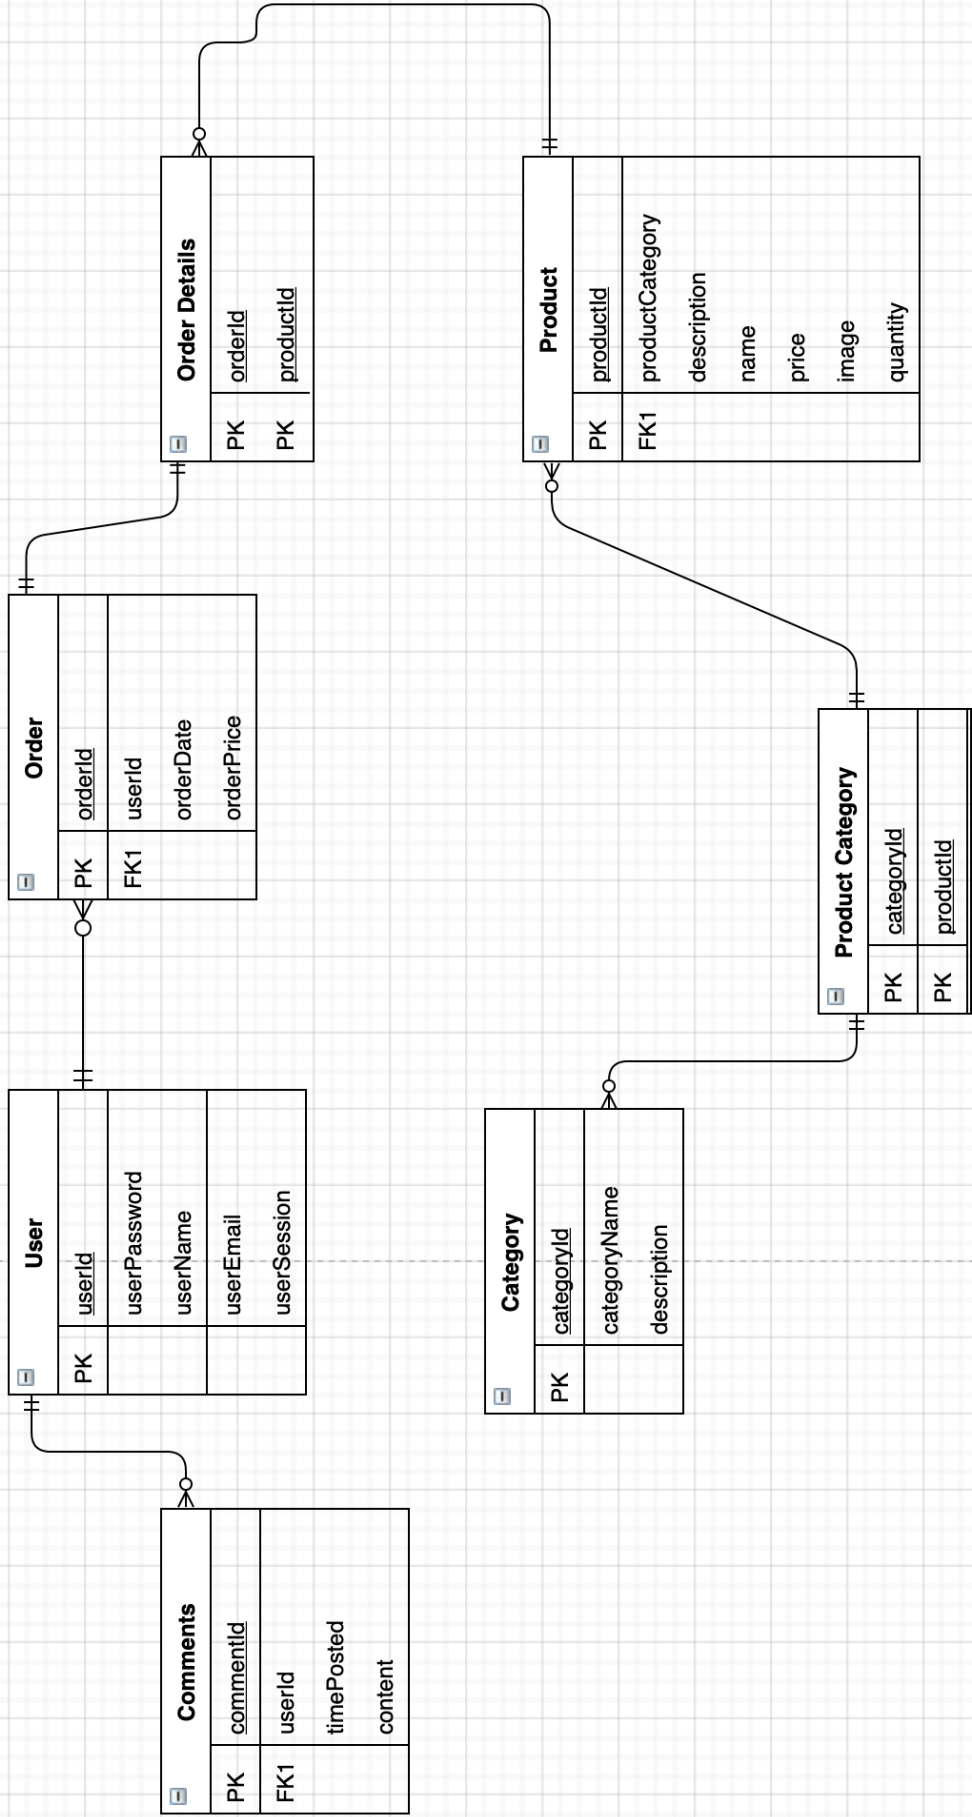 Comments
PK commentId
FK1 userId
timePosted
content
User
PK userId
userPassword
userName
userEmail
userSession
Order
PK orderId
FK1 userId
orderDate
orderPrice
Order Details
PK orderId
PK productId
Category
PK categoryId
categoryName
description
Product Category
PK categoryId
PK productId
Product
PK productId
FK1 productCategory
description
name
price
image
quantity